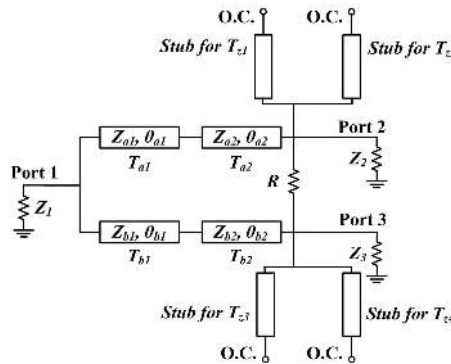 O.C. O.C.
Stub for T_z1 Stub for T_z
Port 1
Z_1
Z_a1, θ_a1 Z_a2, θ_a2
T_a1 T_a2
Port 2
Z_2
R
Port 3
Z_b1, θ_b1 Z_b2, θ_b2
T_b1 T_b2
Z_3
Stub for T_z3 Stub for T_z
O.C. O.C.